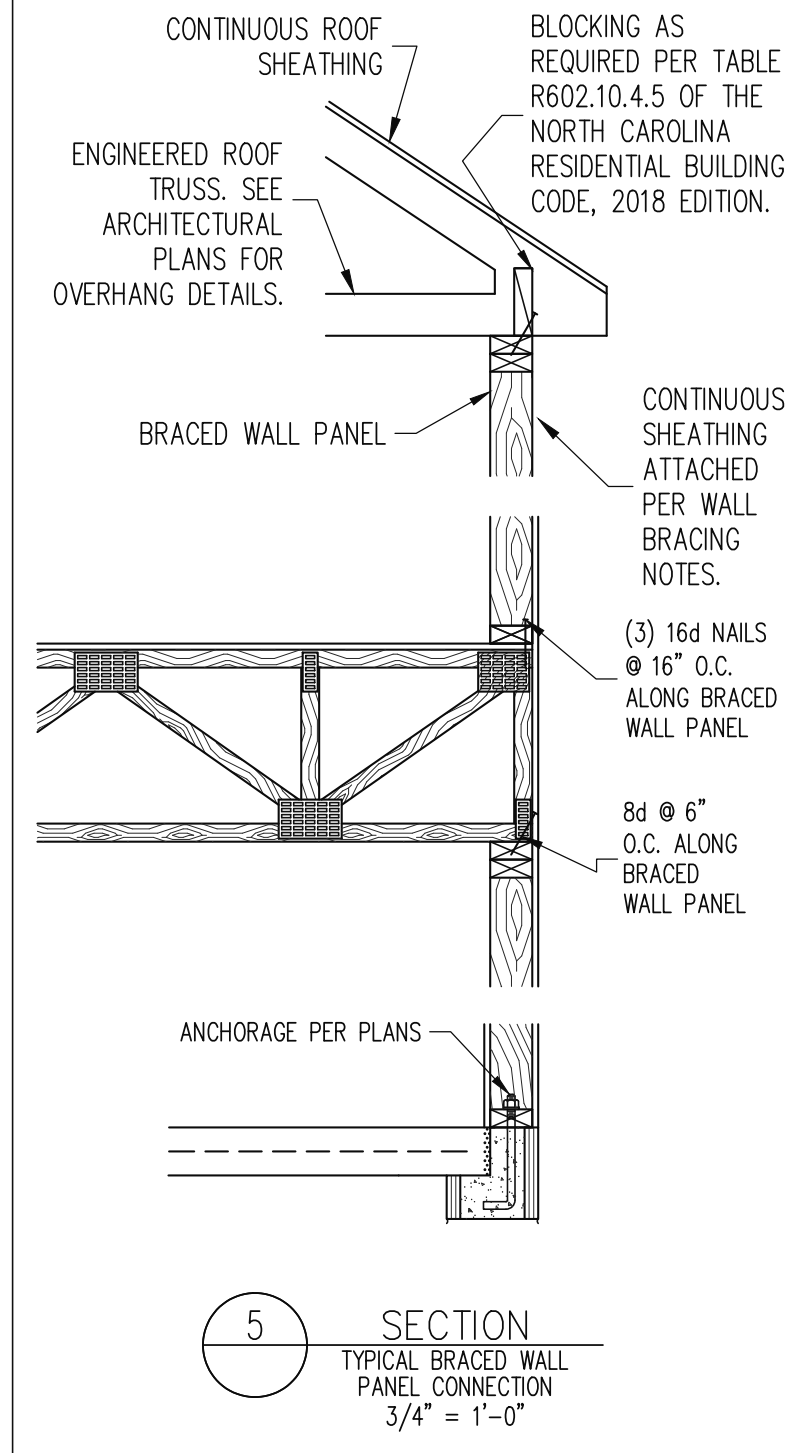 CONTINUOUS ROOF
SHEATHING
BLOCKING AS
REQUIRED PER TABLE
R602.10.4.5 OF THE
NORTH CAROLINA
RESIDENTIAL BUILDING
CODE, 2018 EDITION.
ENGINEERED ROOF
TRUSS. SEE
ARCHITECTURAL
PLANS FOR
OVERHANG DETAILS.
BRACED WALL PANEL
CONTINUOUS
SHEATHING
ATTACHED
PER WALL
BRACING
NOTES.
(3) 16d NAILS
@ 16" O.C.
ALONG BRACED
WALL PANEL
8d @ 6"
O.C. ALONG
BRACED
WALL PANEL
ANCHORAGE PER PLANS
5
SECTION
TYPICAL BRACED WALL
PANEL CONNECTION
3/4" = 1'-0"